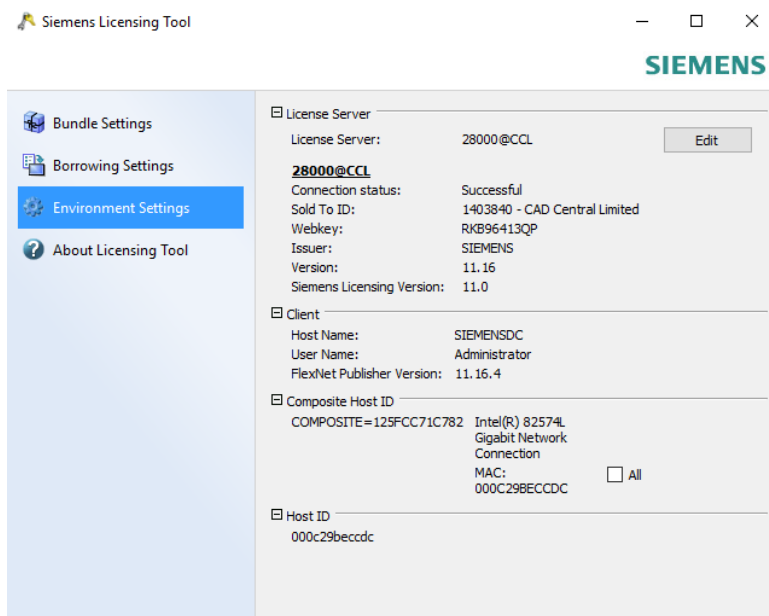 Siemens Licensing Tool
SIEMENS
Bundle Settings
Borrowing Settings
Environment Settings
About Licensing Tool
License Server
License Server: 28000@CCL Edit
28000@CCL
Connection status: Successful
Sold To ID: 1403840 - CAD Central Limited
Webkey: RKB96413QP
Issuer: SIEMENS
Version: 11.16
Siemens Licensing Version: 11.0
Client
Host Name: SIEMENSDC
User Name: Administrator
FlexNet Publisher Version: 11.16.4
Composite Host ID
COMPOSITE=125FCC71C782 Intel(R) 82574L
Gigabit Network
Connection
MAC: All
000C29BECCDC
Host ID
000c29beccdc